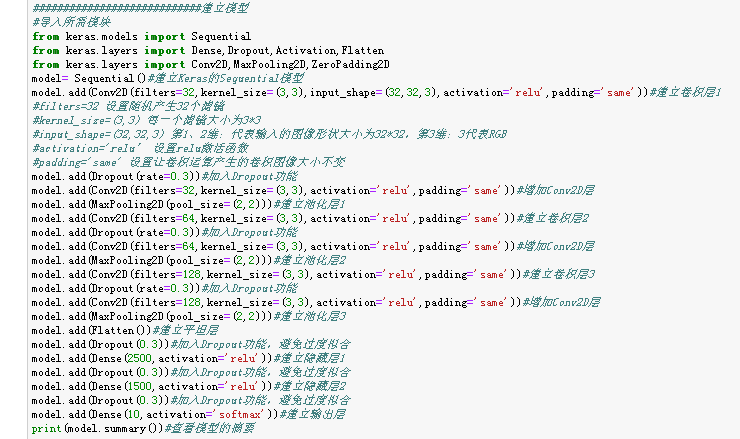 ############################建立模型
#导入所需模块
from keras.models import Sequential
from keras.layers import Dense,Dropout,Activation,Flatten
from keras.layers import Conv2D,MaxPooling2D,ZeroPadding2D
model= Sequential()#建立Keras的Sequential模型
model.add(Conv2D(filters=32,kernel_size=(3,3),input_shape=(32,32,3),activation='relu',padding='same'))#建立卷积层1
#filters=32 设置随机产生32个滤镜
#kernel_size=(3,3) 每一个滤镜大小为3*3
#input_shape=(32,32,3) 第1、2维：代表输入的图像形状大小为32*32，第3维：3代表RGB
#activation='relu'  设置relu激活函数
#padding='same' 设置让卷积运算产生的卷积图像大小不变
model.add(Dropout(rate=0.3))#加入Dropout功能
model.add(Conv2D(filters=32,kernel_size=(3,3),activation='relu',padding='same'))#增加Conv2D层
model.add(MaxPooling2D(pool_size=(2,2)))#建立池化层1
model.add(Conv2D(filters=64,kernel_size=(3,3),activation='relu',padding='same'))#建立卷积层2
model.add(Dropout(rate=0.3))#加入Dropout功能
model.add(Conv2D(filters=64,kernel_size=(3,3),activation='relu',padding='same'))#增加Conv2D层
model.add(MaxPooling2D(pool_size=(2,2)))#建立池化层2
model.add(Conv2D(filters=128,kernel_size=(3,3),activation='relu',padding='same'))#建立卷积层3
model.add(Dropout(rate=0.3))#加入Dropout功能
model.add(Conv2D(filters=128,kernel_size=(3,3),activation='relu',padding='same'))#增加Conv2D层
model.add(MaxPooling2D(pool_size=(2,2)))#建立池化层3
model.add(Flatten())#建立平坦层
model.add(Dropout(0.3))#加入Dropout功能，避免过度拟合
model.add(Dense(2500,activation='relu'))#建立隐藏层1
model.add(Dropout(0.3))#加入Dropout功能，避免过度拟合
model.add(Dense(1500,activation='relu'))#建立隐藏层2
model.add(Dropout(0.3))#加入Dropout功能，避免过度拟合
model.add(Dense(10,activation='softmax'))#建立输出层
print(model.summary())#查看模型的摘要